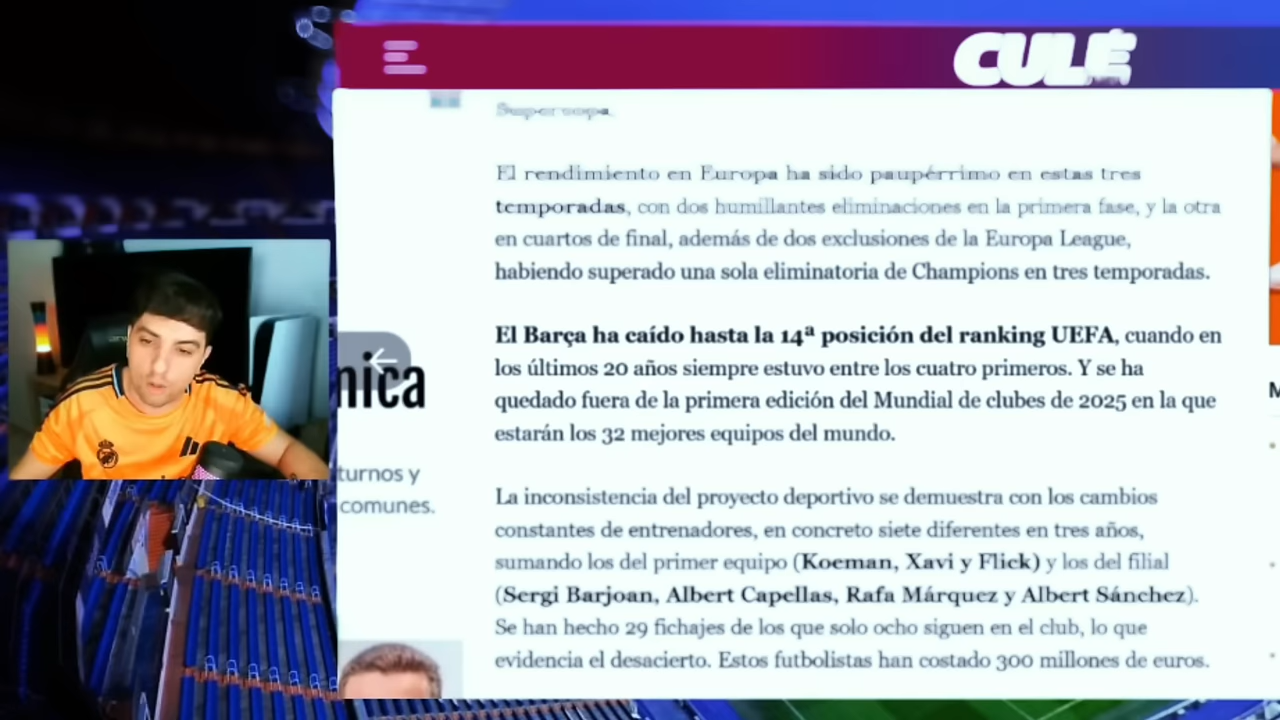 CULÉ
Supercopa.
El rendimiento en Europa ha sido paupérrimo en estas tres
temporadas, con dos humillantes eliminaciones en la primera fase, y la otra
en cuartos de final, además de dos exclusiones de la Europa League,
habiendo superado una sola eliminatoria de Champions en tres temporadas.
El Barça ha caído hasta la 14ª posición del ranking UEFA, cuando en
los últimos 20 años siempre estuvo entre los cuatro primeros. Y se ha
quedado fuera de la primera edición del Mundial de clubes de 2025 en la que
estarán los 32 mejores equipos del mundo.
nica
turnos y
comunes.
La inconsistencia del proyecto deportivo se demuestra con los cambios
constantes de entrenadores, en concreto siete diferentes en tres años,
sumando los del primer equipo (Koeman, Xavi y Flick) y los del filial
(Sergi Barjoan, Albert Capellas, Rafa Márquez y Albert Sánchez).
Se han hecho 29 fichajes de los que solo ocho siguen en el club, lo que
evidencia el desacierto. Estos futbolistas han costado 300 millones de euros.
M